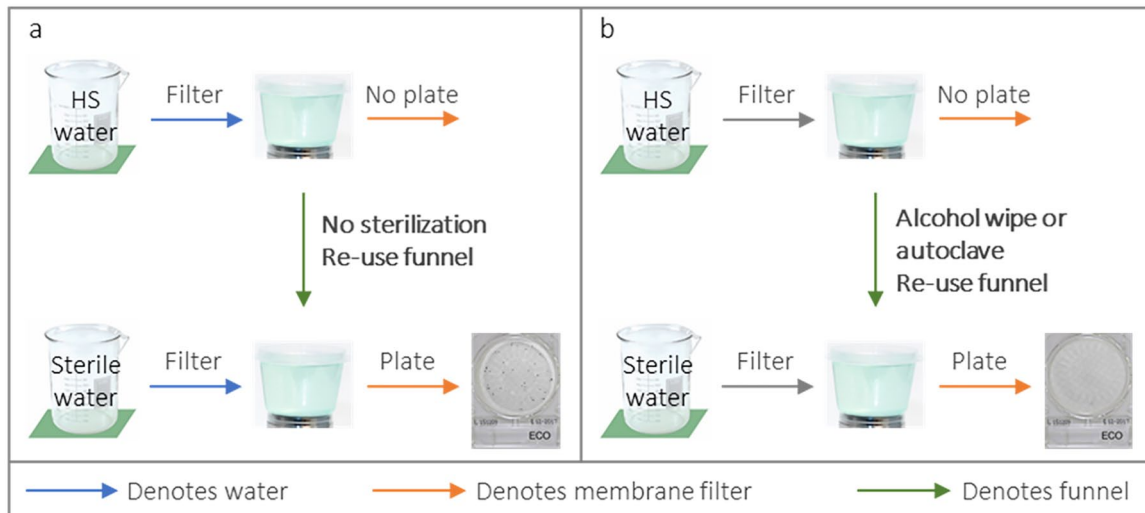 a
HS
water
Filter
No plate
No sterilization
Re-use funnel
Sterile
water
Filter
Plate
ECO
b
HS
water
Filter
No plate
Alcohol wipe or
autoclave
Re-use funnel
Sterile
water
Filter
Plate
ECO
Denotes water
Denotes membrane filter
Denotes funnel